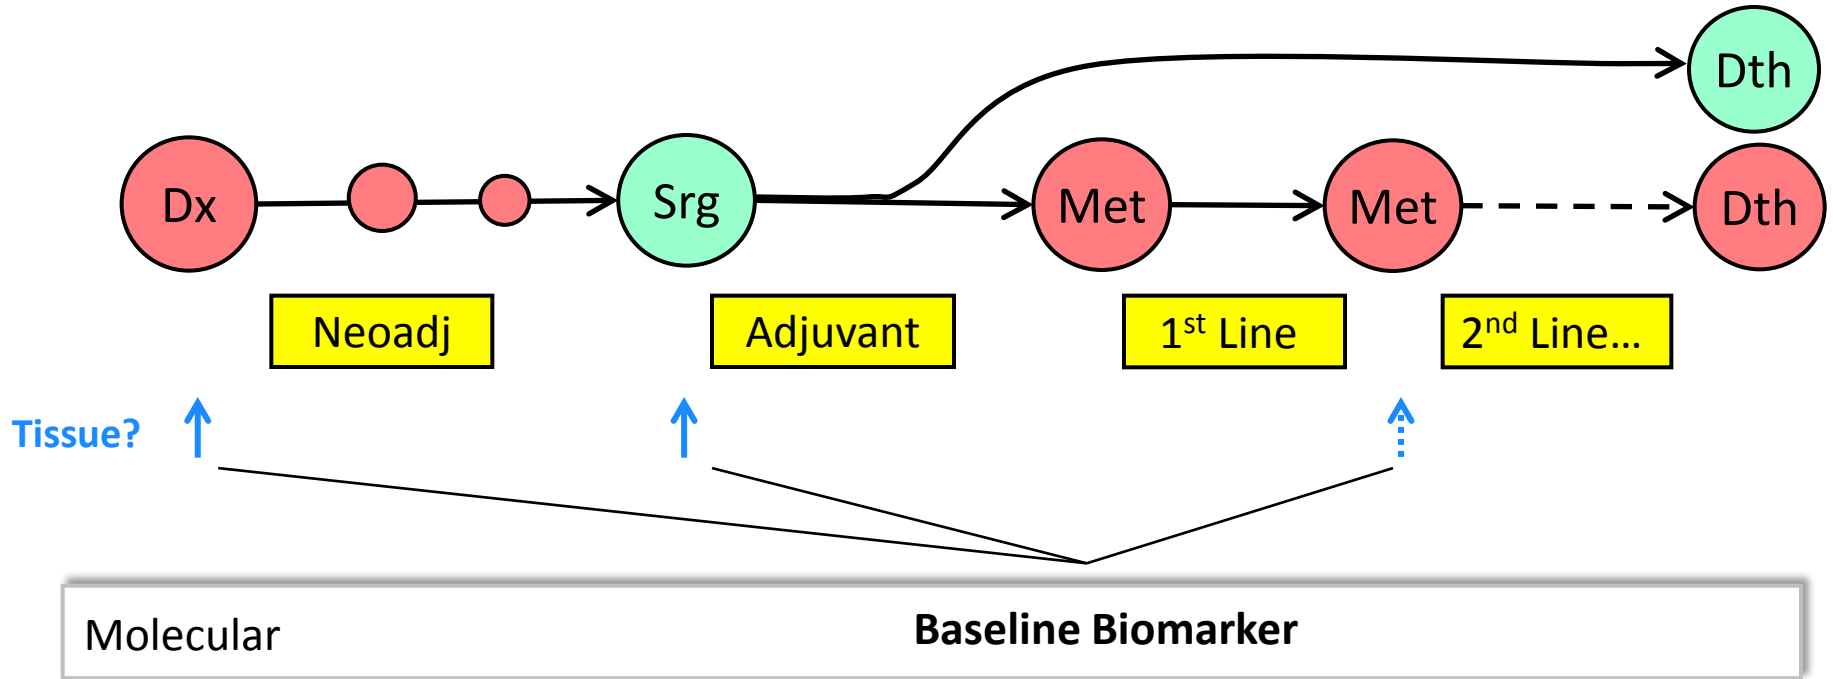 Dth
Dx
Srg
Met
Met
Dth
Neoadj
Adjuvant
1st Line
2nd Line...
Tissue?
Molecular
Baseline Biomarker